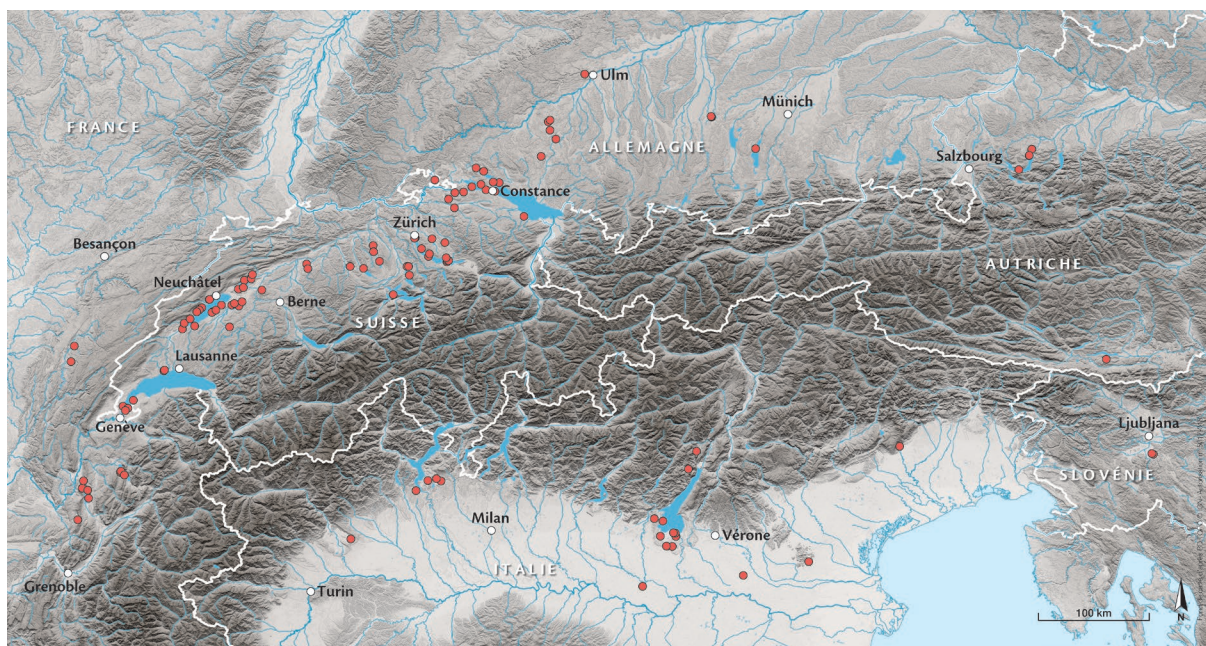 Ulm
Münich
FRANCE
ALLEMAGNE
Salzbourg
Constance
Zürich
Besançon
AUTRICHE
Neuchâtel
Berne
SUISSE
Lausanne
Genève
Ljubljana
SLOVÉNIE
Milan
Vérone
ITALIE
Grenoble
Turin
100 km
N